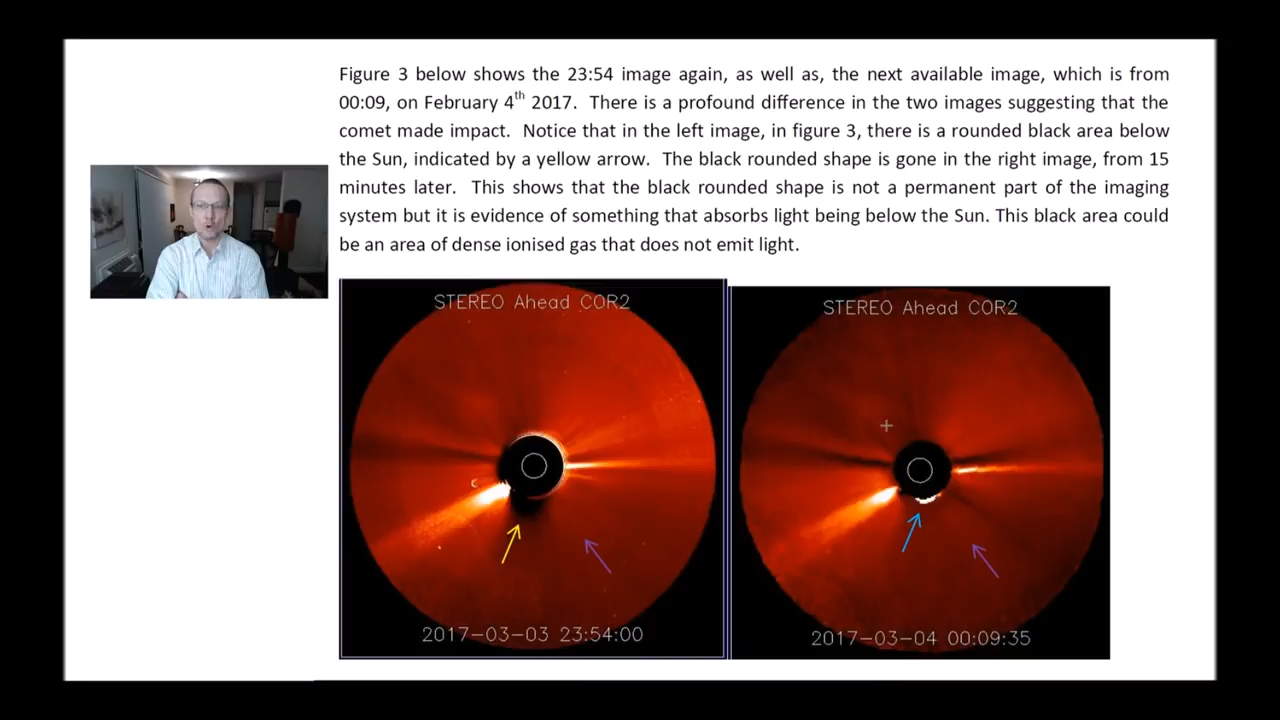 Figure 3 below shows the 23:54 image again, as well as, the next available image, which is from
00:09, on February 4th 2017. There is a profound difference in the two images suggesting that the
comet made impact. Notice that in the left image, in figure 3, there is a rounded black area below
the Sun, indicated by a yellow arrow. The black rounded shape is gone in the right image, from 15
minutes later. This shows that the black rounded shape is not a permanent part of the imaging
system but it is evidence of something that absorbs light being below the Sun. This black area could
be an area of dense ionised gas that does not emit light.
STEREO Ahead COR2
2017-03-03 23:54:00
STEREO Ahead COR2
2017-03-04 00:09:35